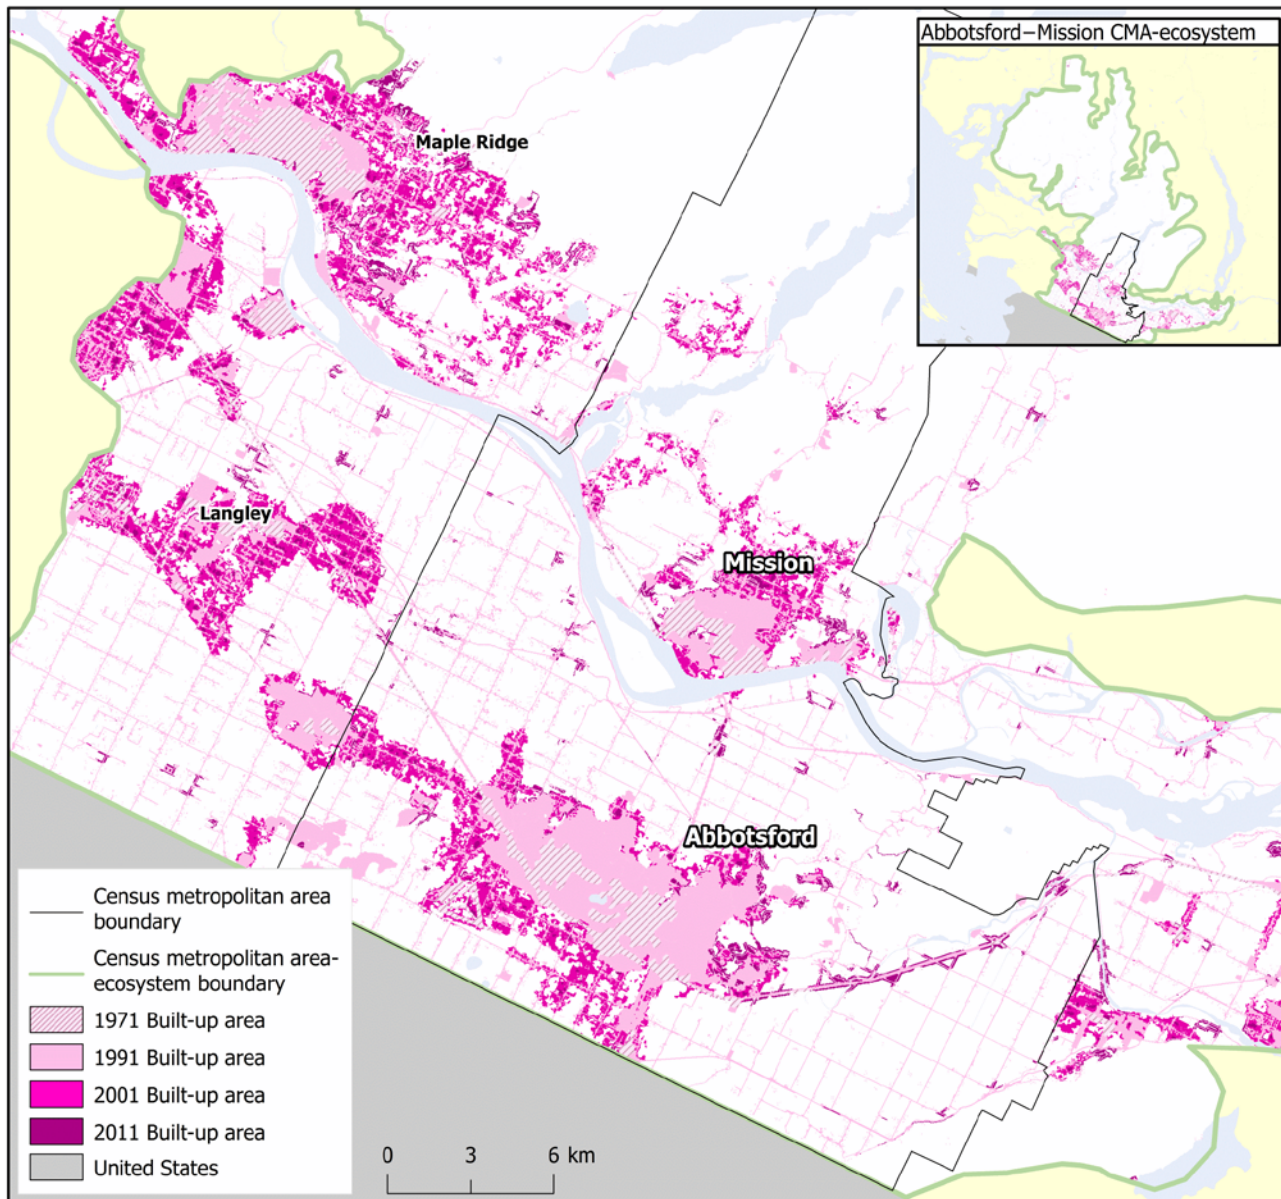 Abbotsford–Mission CMA-ecosystem
Maple Ridge
Langley
Mission
Abbotsford
Census metropolitan area
boundary
Census metropolitan area-
ecosystem boundary
1971 Built-up area
1991 Built-up area
2001 Built-up area
2011 Built-up area
United States
0 3 6 km